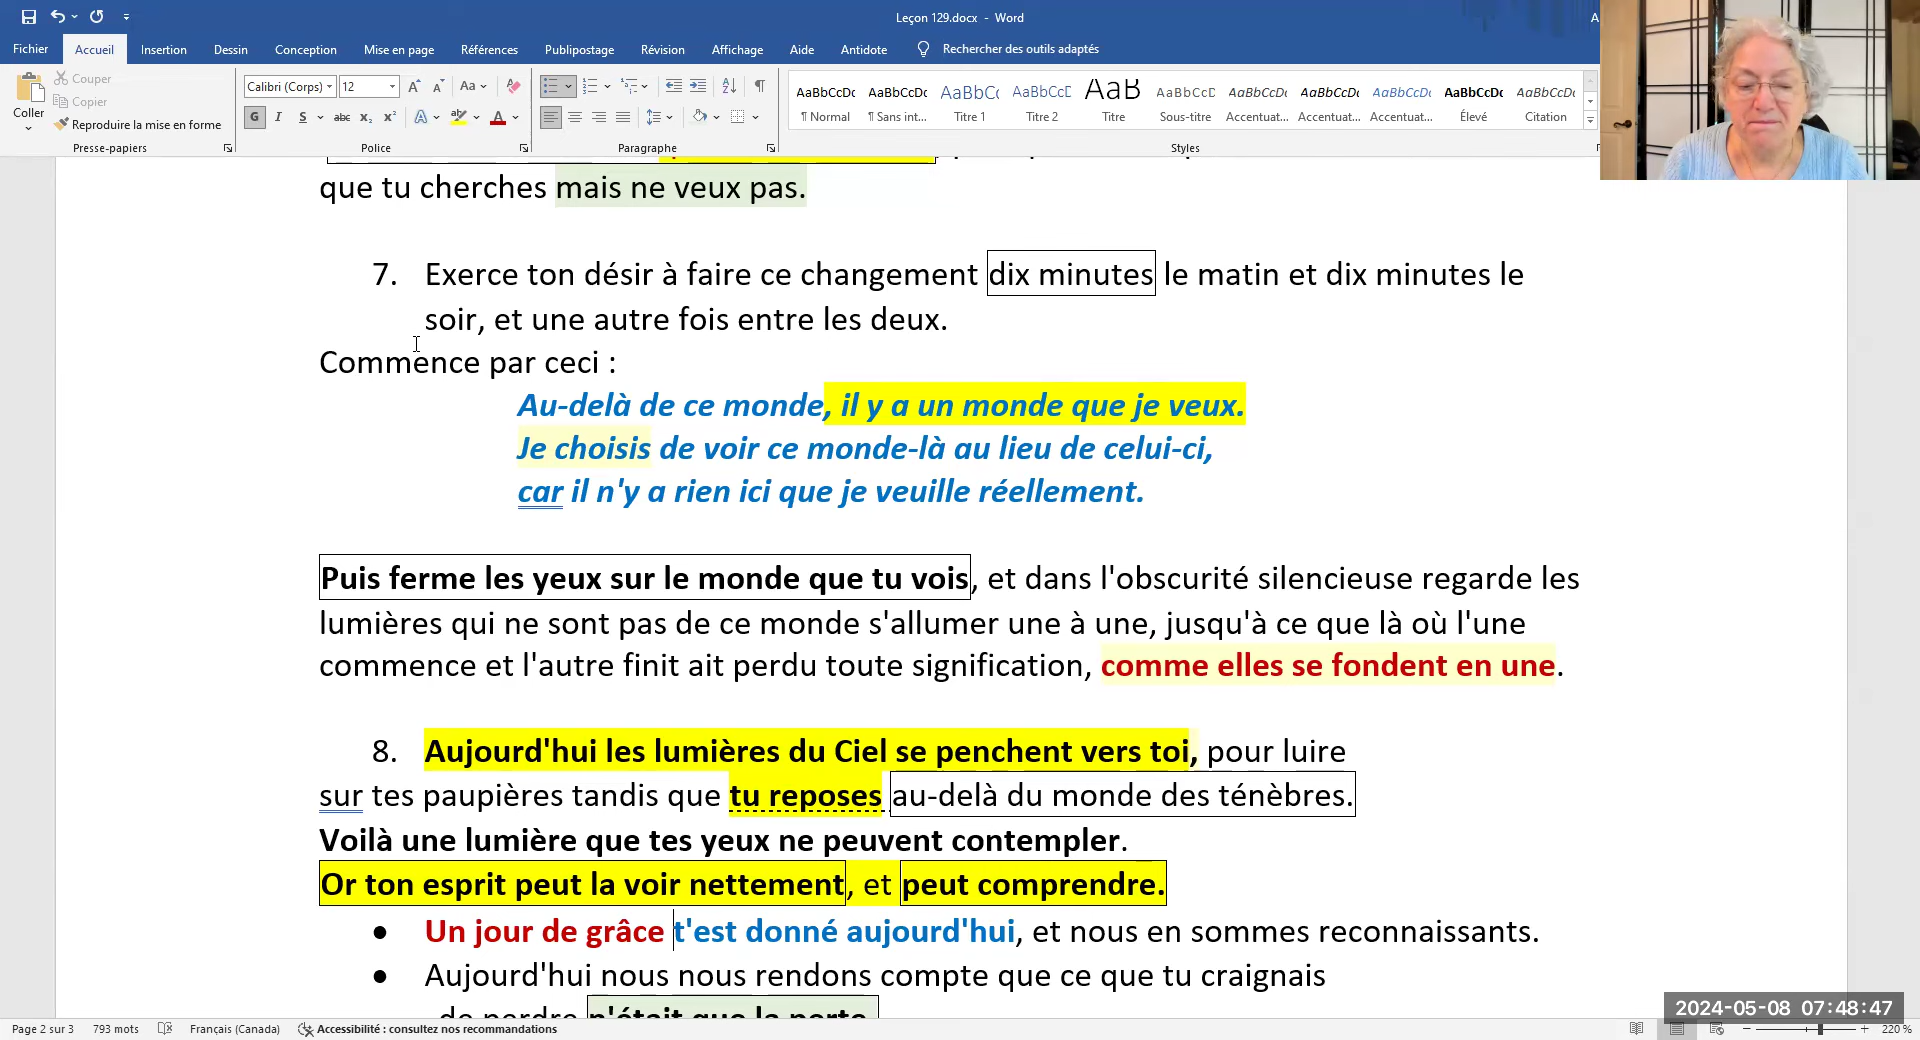 Leçon 129.docx - Word
A
Fichier Accueil Insertion Dessin Conception Mise en page Références Publipostage Révision Affichage Aide Antidote Rechercher des outils adaptés
Coller
Couper
Copier
Reproduire la mise en forme
Presse-papiers
Calibri (Corps) 12
Aa
G I S abc x₂ x²
Police
Paragraphe
AaBbCcDc AaBbCcDc AaBbCc AaBbCcD AaB AaBbCcD AaBbCcDc AaBbCcDc AaBbCcDc AaBbCcDc AaBbCcDc
¶ Normal ¶ Sans int... Titre 1 Titre 2 Titre Sous-titre Accentuat... Accentuat... Accentuat... Élevé Citation
Styles
que tu cherches mais ne veux pas.
7. Exerce ton désir à faire ce changement dix minutes le matin et dix minutes le
soir, et une autre fois entre les deux.
Commence par ceci :
Au-delà de ce monde, il y a un monde que je veux.
Je choisis de voir ce monde-là au lieu de celui-ci,
car il n'y a rien ici que je veuille réellement.
Puis ferme les yeux sur le monde que tu vois, et dans l'obscurité silencieuse regarde les
lumières qui ne sont pas de ce monde s'allumer une à une, jusqu'à ce que là où l'une
commence et l'autre finit ait perdu toute signification, comme elles se fondent en une.
8. Aujourd'hui les lumières du Ciel se penchent vers toi, pour luire
sur tes paupières tandis que tu reposes au-delà du monde des ténèbres.
Voilà une lumière que tes yeux ne peuvent contempler.
Or ton esprit peut la voir nettement, et peut comprendre.
• Un jour de grâce t'est donné aujourd'hui, et nous en sommes reconnaissants.
• Aujourd'hui nous nous rendons compte que ce que tu craignais
de perdre n'était que la perte.
2024-05-08 07:48:47
Page 2 sur 3 793 mots Français (Canada) Accessibilité : consultez nos recommandations 220 %